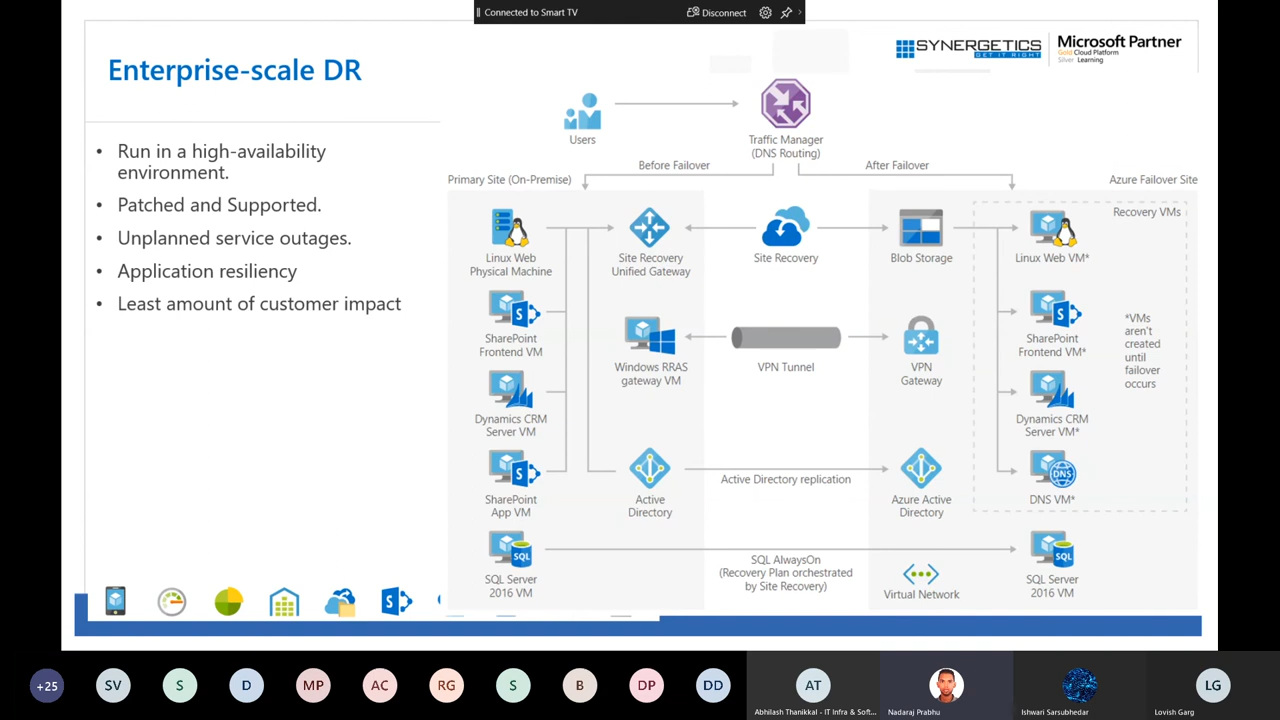 Connected to Smart TV
Disconnect
Enterprise-scale DR
SYNERGETICS
GET IT RIGHT
Microsoft Partner
Gold Cloud Platform
Silver Learning
• Run in a high-availability
environment.
• Patched and Supported.
• Unplanned service outages.
• Application resiliency
• Least amount of customer impact
Users
Traffic Manager
(DNS Routing)
Before Failover
After Failover
Primary Site (On-Premise)
Azure Failover Site
Linux Web
Physical Machine
Site Recovery
Unified Gateway
Site Recovery
Blob Storage
Recovery VMs
Linux Web VM*
SharePoint
Frontend VM
Windows RRAS
gateway VM
VPN Tunnel
VPN
Gateway
SharePoint
Frontend VM*
*VMs
aren't
created
until
failover
occurs
Dynamics CRM
Server VM
Dynamics CRM
Server VM*
SharePoint
App VM
Active
Directory
Active Directory replication
Azure Active
Directory
DNS
DNS VM*
SQL
SQL Server
2016 VM
SQL AlwaysOn
(Recovery Plan orchestrated
by Site Recovery)
Virtual Network
SQL
SQL Server
2016 VM
+25
SV
S
D
MP
AC
RG
S
B
DP
DD
AT
Abhilash Thanikkal - IT Infra & Soft...
Nadaraj Prabhu
Ishwari Sarsubhedar
LG
Lovish Garg